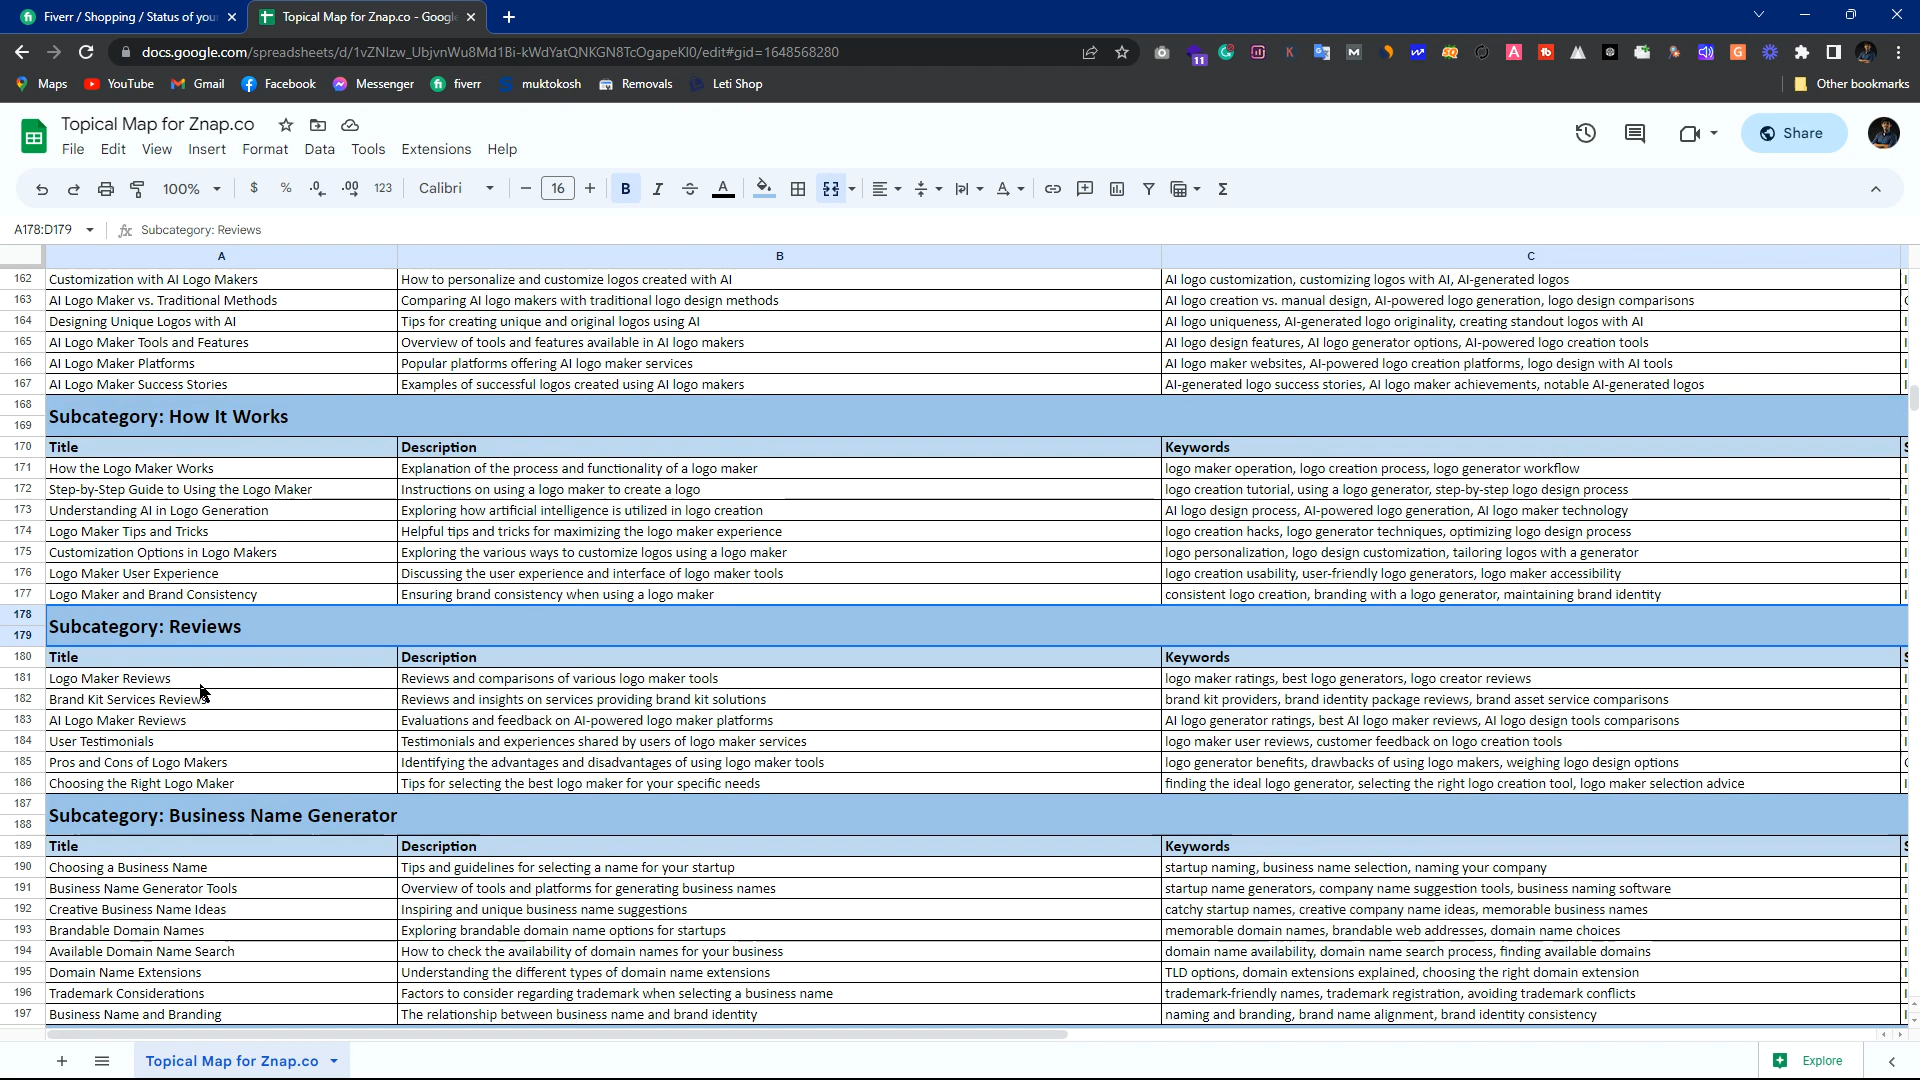 Fiverr / Shopping / Status of you
Topical Map for Znap.co - Google
docs.google.com/spreadsheets/d/1vZNlzw_UbjvnWu8Md1Bi-kWdYatQNKGN8TcOgapeKl0/edit#gid=1648568280
11
Maps YouTube Gmail Facebook Messenger fiverr muktokosh Removals Leti Shop Other bookmarks
Topical Map for Znap.co
File Edit View Insert Format Data Tools Extensions Help
Share
100% $ % .0 .00 123 Calibri 16 B I A
A178:D179 fx Subcategory: Reviews
A B C
162 Customization with AI Logo Makers How to personalize and customize logos created with AI AI logo customization, customizing logos with AI, AI-generated logos
163 AI Logo Maker vs. Traditional Methods Comparing AI logo makers with traditional logo design methods AI logo creation vs. manual design, AI-powered logo generation, logo design comparisons
164 Designing Unique Logos with AI Tips for creating unique and original logos using AI AI logo uniqueness, AI-generated logo originality, creating standout logos with AI
165 AI Logo Maker Tools and Features Overview of tools and features available in AI logo makers AI logo design features, AI logo generator options, AI-powered logo creation tools
166 AI Logo Maker Platforms Popular platforms offering AI logo maker services AI logo maker websites, AI-powered logo creation platforms, logo design with AI tools
167 AI Logo Maker Success Stories Examples of successful logos created using AI logo makers AI-generated logo success stories, AI logo maker achievements, notable AI-generated logos
168
169 Subcategory: How It Works
170 Title Description Keywords
171 How the Logo Maker Works Explanation of the process and functionality of a logo maker logo maker operation, logo creation process, logo generator workflow
172 Step-by-Step Guide to Using the Logo Maker Instructions on using a logo maker to create a logo logo creation tutorial, using a logo generator, step-by-step logo design process
173 Understanding AI in Logo Generation Exploring how artificial intelligence is utilized in logo creation AI logo design process, AI-powered logo generation, AI logo maker technology
174 Logo Maker Tips and Tricks Helpful tips and tricks for maximizing the logo maker experience logo creation hacks, logo generator techniques, optimizing logo design process
175 Customization Options in Logo Makers Exploring the various ways to customize logos using a logo maker logo personalization, logo design customization, tailoring logos with a generator
176 Logo Maker User Experience Discussing the user experience and interface of logo maker tools logo creation usability, user-friendly logo generators, logo maker accessibility
177 Logo Maker and Brand Consistency Ensuring brand consistency when using a logo maker consistent logo creation, branding with a logo generator, maintaining brand identity
178
179 Subcategory: Reviews
180 Title Description Keywords
181 Logo Maker Reviews Reviews and comparisons of various logo maker tools logo maker ratings, best logo generators, logo creator reviews
182 Brand Kit Services Reviews Reviews and insights on services providing brand kit solutions brand kit providers, brand identity package reviews, brand asset service comparisons
183 AI Logo Maker Reviews Evaluations and feedback on AI-powered logo maker platforms AI logo generator ratings, best AI logo maker reviews, AI logo design tools comparisons
184 User Testimonials Testimonials and experiences shared by users of logo maker services logo maker user reviews, customer feedback on logo creation tools
185 Pros and Cons of Logo Makers Identifying the advantages and disadvantages of using logo maker tools logo generator benefits, drawbacks of using logo makers, weighing logo design options
186 Choosing the Right Logo Maker Tips for selecting the best logo maker for your specific needs finding the ideal logo generator, selecting the right logo creation tool, logo maker selection advice
187
188 Subcategory: Business Name Generator
189 Title Description Keywords
190 Choosing a Business Name Tips and guidelines for selecting a name for your startup startup naming, business name selection, naming your company
191 Business Name Generator Tools Overview of tools and platforms for generating business names startup name generators, company name suggestion tools, business naming software
192 Creative Business Name Ideas Inspiring and unique business name suggestions catchy startup names, creative company name ideas, memorable business names
193 Brandable Domain Names Exploring brandable domain name options for startups memorable domain names, brandable web addresses, domain name choices
194 Available Domain Name Search How to check the availability of domain names for your business domain name availability, domain name search process, finding available domains
195 Domain Name Extensions Understanding the different types of domain name extensions TLD options, domain extensions explained, choosing the right domain extension
196 Trademark Considerations Factors to consider regarding trademark when selecting a business name trademark-friendly names, trademark registration, avoiding trademark conflicts
197 Business Name and Branding The relationship between business name and brand identity naming and branding, brand name alignment, brand identity consistency
Topical Map for Znap.co Explore